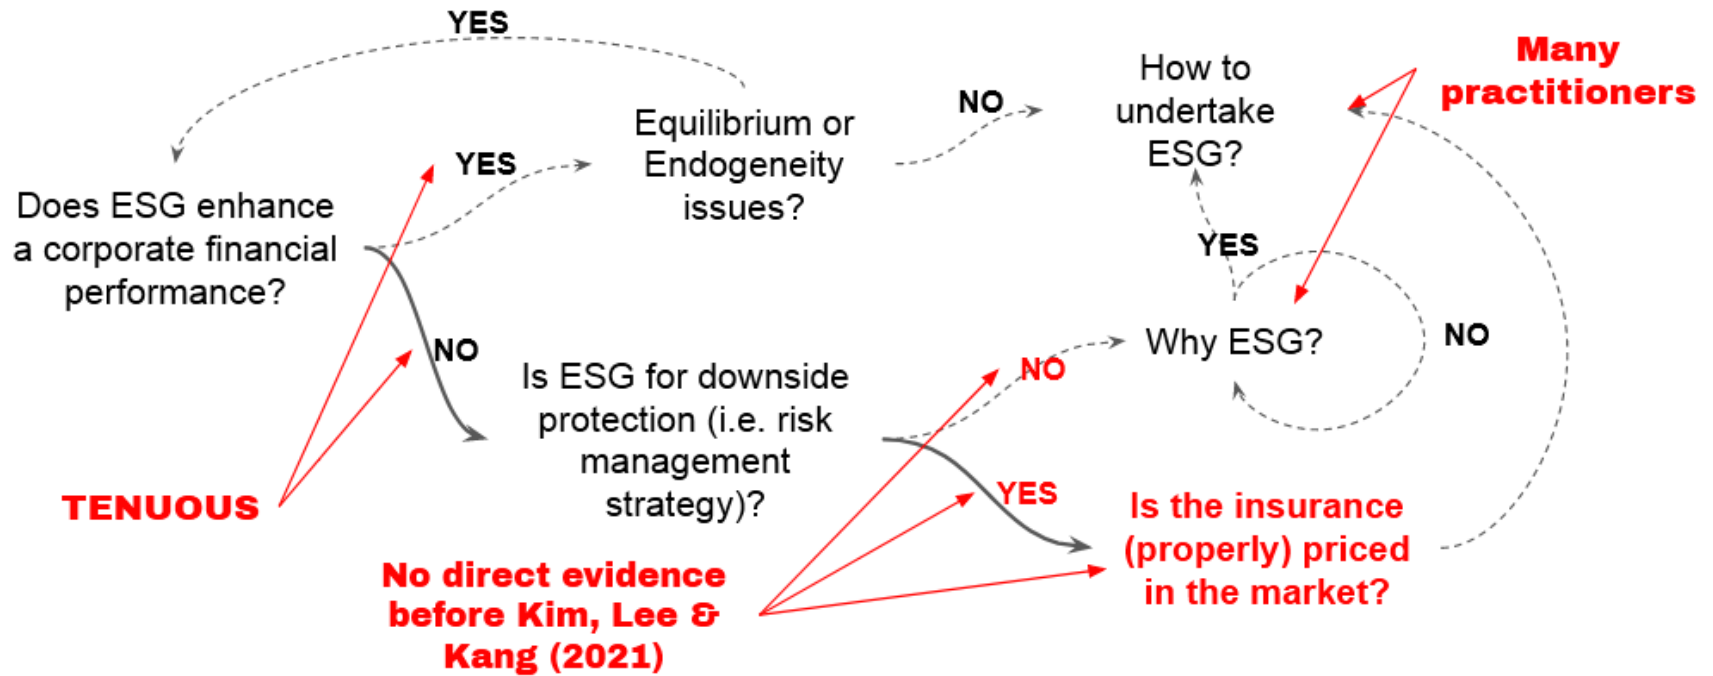 YES
Many
practitioners
How to
undertake
ESG?
NO
Equilibrium or
Endogeneity
issues?
YES
Does ESG enhance
a corporate financial
performance?
YES
NO
Why ESG?
NO
Is ESG for downside
protection (i.e. risk
management
strategy)?
NO
YES
TENUOUS
Is the insurance
(properly) priced
in the market?
No direct evidence
before Kim, Lee &
Kang (2021)